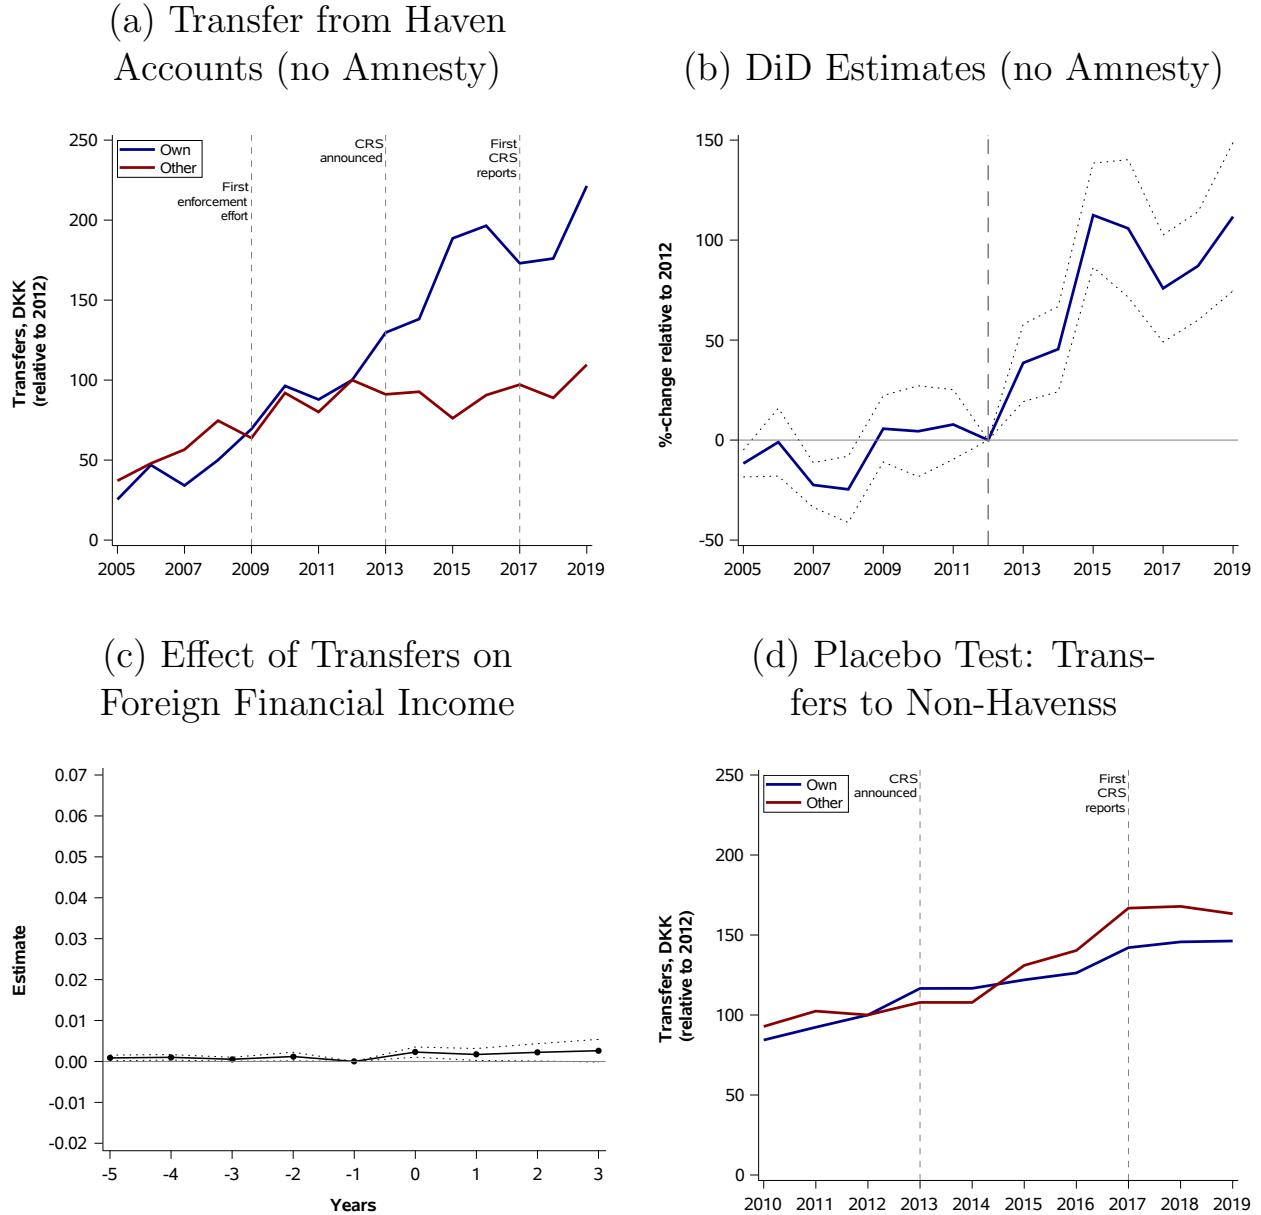 (a) Transfer from Haven
Accounts (no Amnesty)
250
200
150
100
50
0
Transfers, DKK
(relative to 2012)
Own
Other
First
enforcement
effort
CRS
announced
First
CRS
reports
2005
2007
2009
2011
2013
2015
2017
2019
(b) DiD Estimates (no Amnesty)
150
100
50
0
-50
%-change relative to 2012
2005
2007
2009
2011
2013
2015
2017
2019
(c) Effect of Transfers on
Foreign Financial Income
0.07
0.06
0.05
0.04
0.03
0.02
0.01
0.00
-0.01
-0.02
Estimate
-5
-4
-3
-2
-1
0
1
2
3
Years
(d) Placebo Test: Trans-
fers to Non-Havenss
250
200
150
100
50
0
Transfers, DKK
(relative to 2012)
Own
Other
CRS
announced
First
CRS
reports
2010
2011
2012
2013
2014
2015
2016
2017
2018
2019